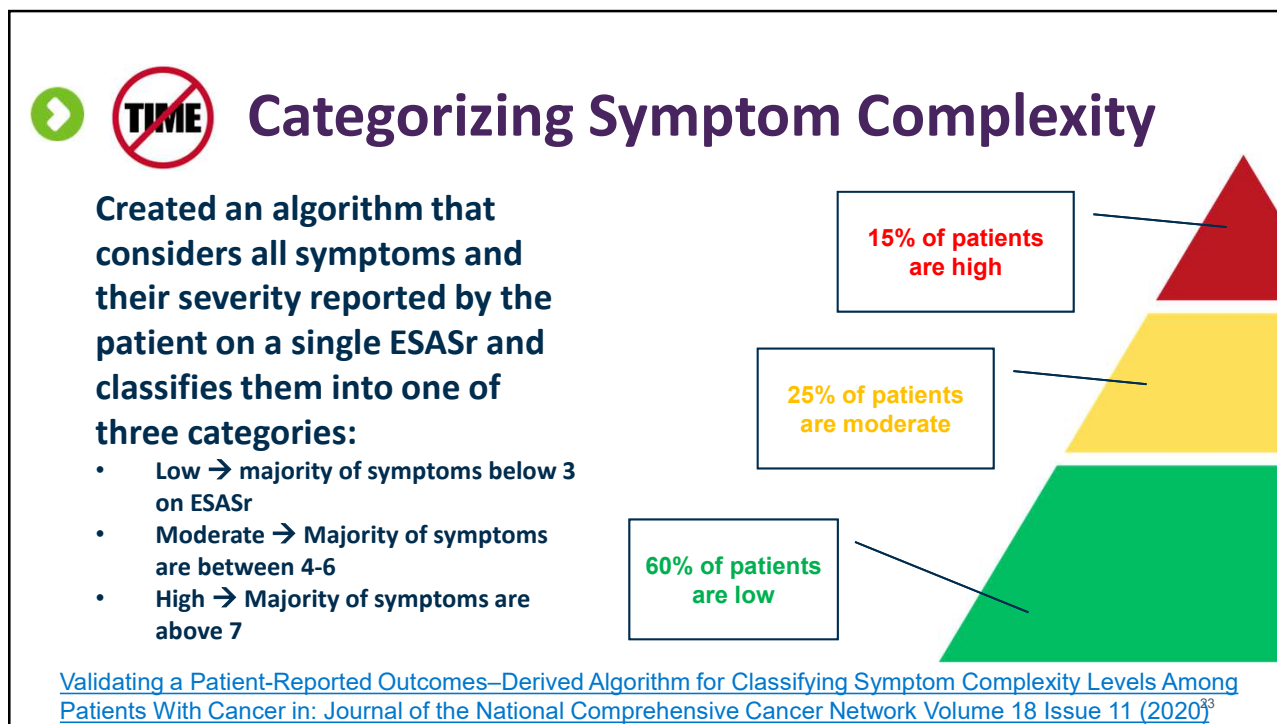 TIME
Categorizing Symptom Complexity
Created an algorithm that
considers all symptoms and
their severity reported by the
patient on a single ESASr and
classifies them into one of
three categories:
• Low → majority of symptoms below 3
on ESASr
• Moderate → Majority of symptoms
are between 4-6
• High → Majority of symptoms are
above 7
15% of patients
are high
25% of patients
are moderate
60% of patients
are low
Validating a Patient-Reported Outcomes–Derived Algorithm for Classifying Symptom Complexity Levels Among
Patients With Cancer in: Journal of the National Comprehensive Cancer Network Volume 18 Issue 11 (2020)
23